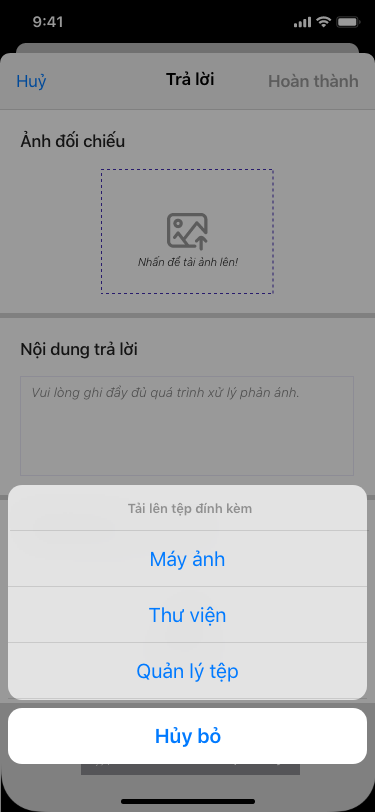 9:41
Huỷ
Trả lời
Hoàn thành
Ảnh đối chiếu
Nhấn để tải ảnh lên!
Nội dung trả lời
Vui lòng ghi đầy đủ quá trình xử lý phản ánh.
Tải lên tệp đính kèm
Máy ảnh
Thư viện
Quản lý tệp
Hủy bỏ